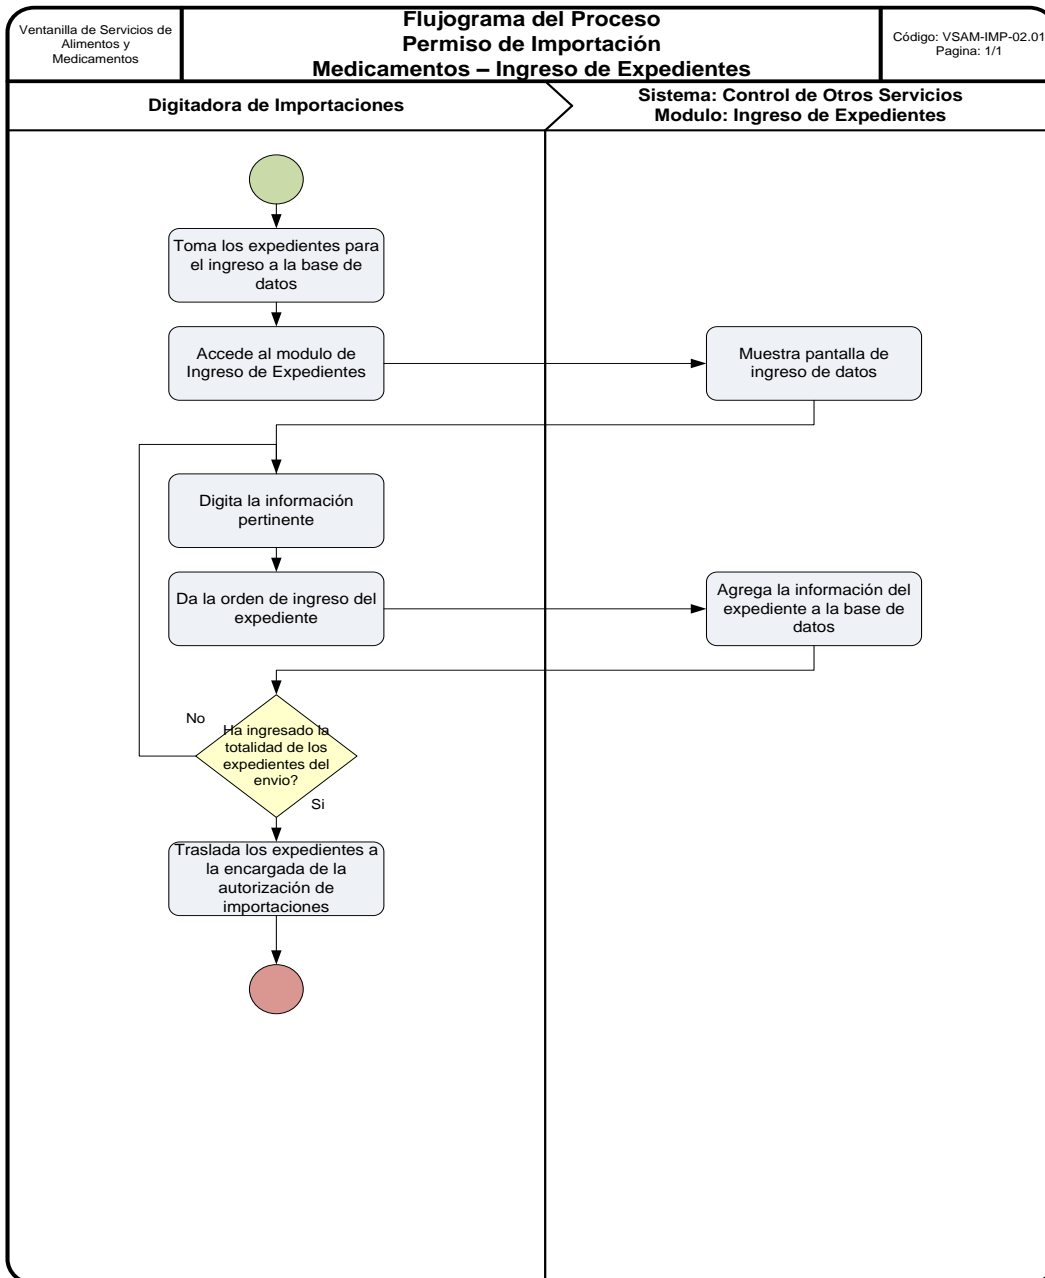 Ventanilla de Servicios de
Alimentos y
Medicamentos
Flujograma del Proceso
Permiso de Importación
Medicamentos – Ingreso de Expedientes
Código: VSAM-IMP-02.01
Pagina: 1/1
Digitadora de Importaciones
Sistema: Control de Otros Servicios
Modulo: Ingreso de Expedientes
Toma los expedientes para
el ingreso a la base de
datos
Accede al modulo de
Ingreso de Expedientes
Muestra pantalla de
ingreso de datos
Digita la información
pertinente
Da la orden de ingreso del
expediente
Agrega la información del
expediente a la base de
datos
No
Ha ingresado la
totalidad de los
expedientes del
envio?
Si
Traslada los expedientes a
la encargada de la
autorización de
importaciones